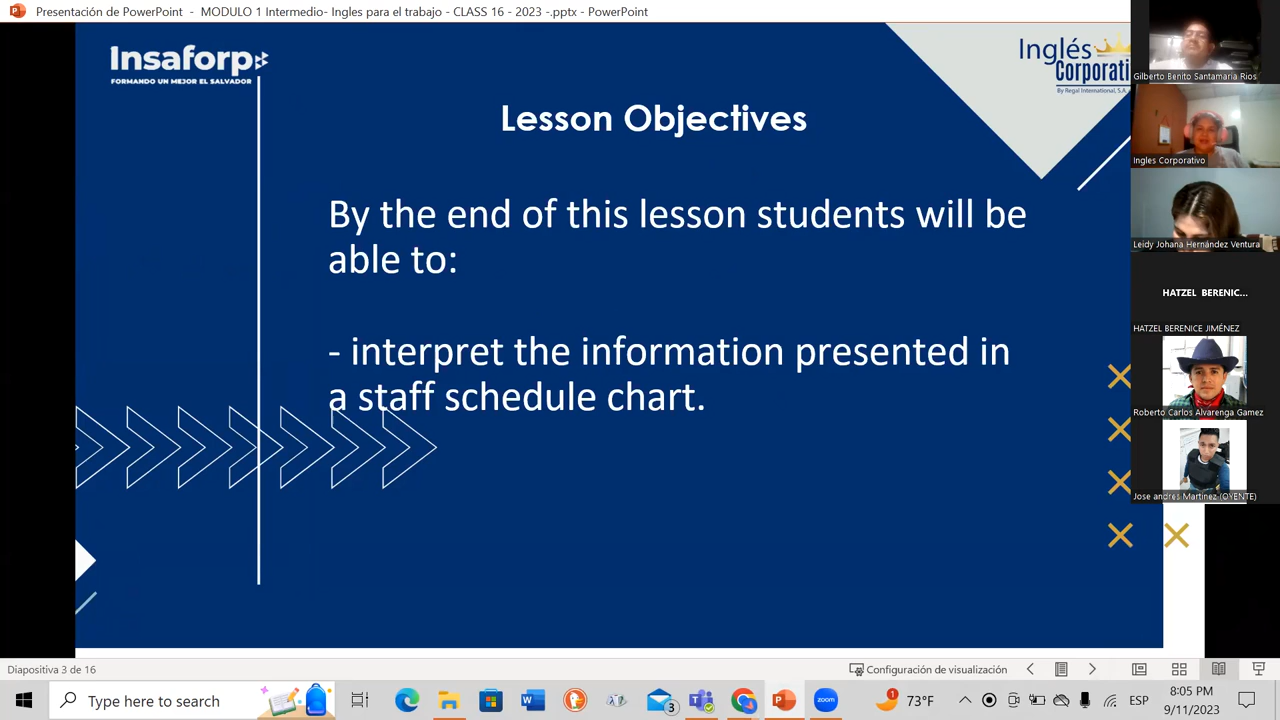 Presentación de PowerPoint - MODULO 1 Intermedio- Ingles para el trabajo - CLASS 16 - 2023 -.pptx - PowerPoint
Insaforp
FORMANDO UN MEJOR EL SALVADOR
Inglés
Corporati
By Regal International, S.A.
Lesson Objectives
By the end of this lesson students will be
able to:
- interpret the information presented in
a staff schedule chart.
Gilberto Benito Santamaria Rios
Ingles Corporativo
Leidy Johana Hernández Ventura
HATZEL BERENIC...
HATZEL BERENICE JIMÉNEZ
Roberto Carlos Alvarenga Gamez
Jose andres Martinez (OYENTE)
Diapositiva 3 de 16
Configuración de visualización
Type here to search
3
1
73°F
ESP
8:05 PM
9/11/2023